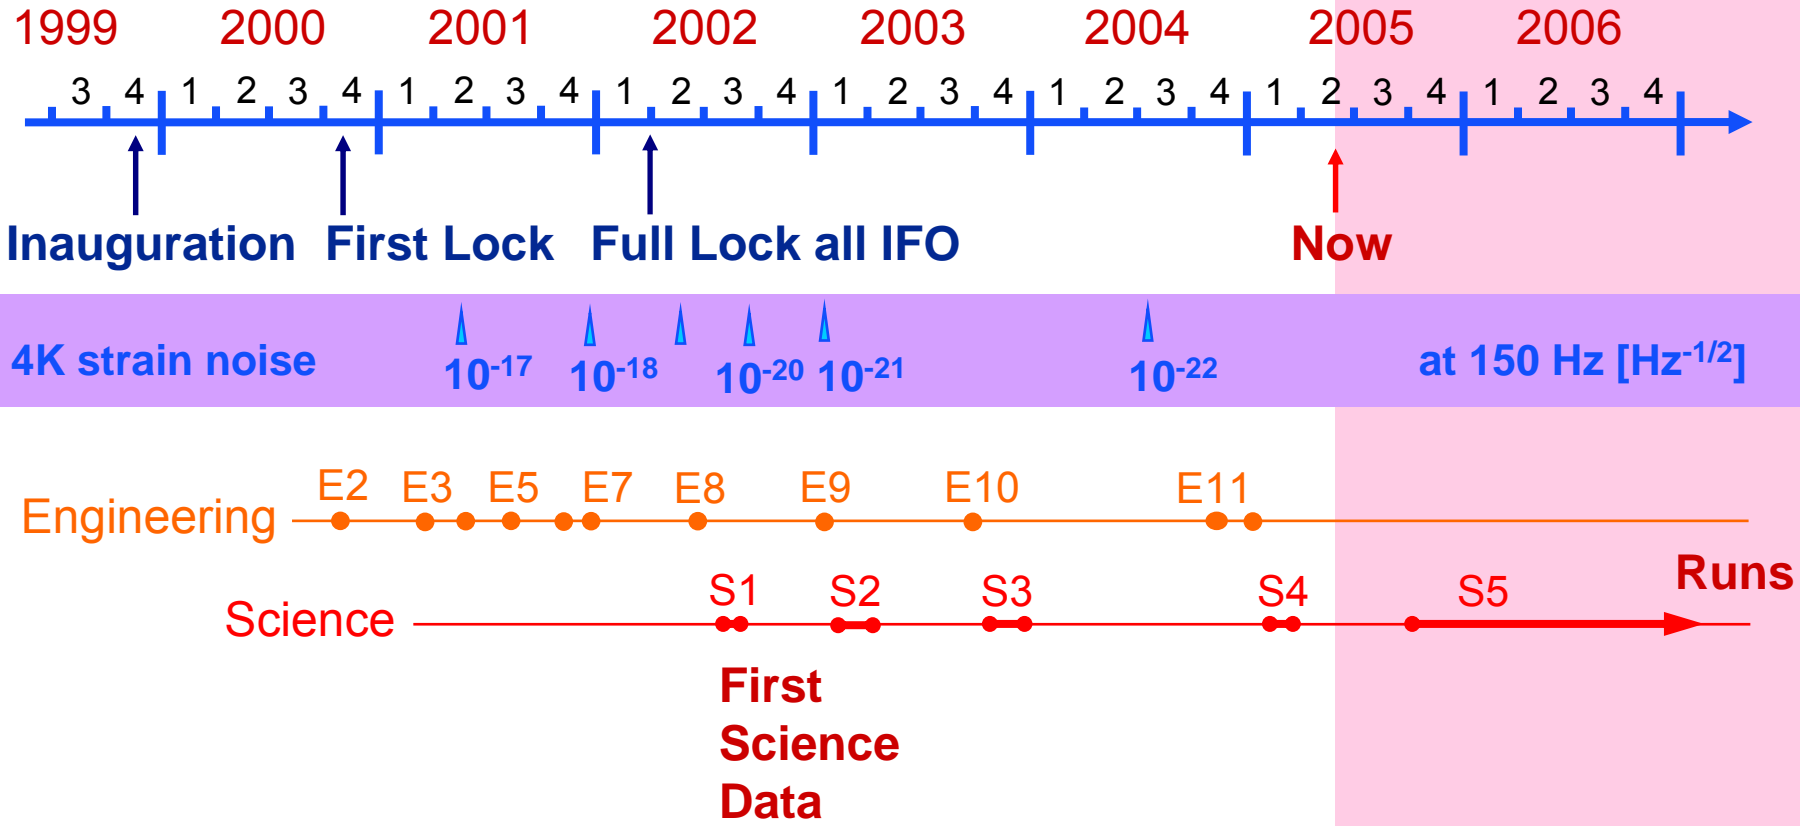 1999 2000 2001 2002 2003 2004 2005 2006
3 4 1 2 3 4 1 2 3 4 1 2 3 4 1 2 3 4 1 2 3 4 1 2 3 4 1 2 3 4
Inauguration First Lock Full Lock all IFO Now
4K strain noise 10-17 10-18 10-20 10-21 10-22 at 150 Hz [Hz-1/2]
E2 E3 E5 E7 E8 E9 E10 E11
Engineering
Runs
S1 S2 S3 S4 S5
Science
First
Science
Data